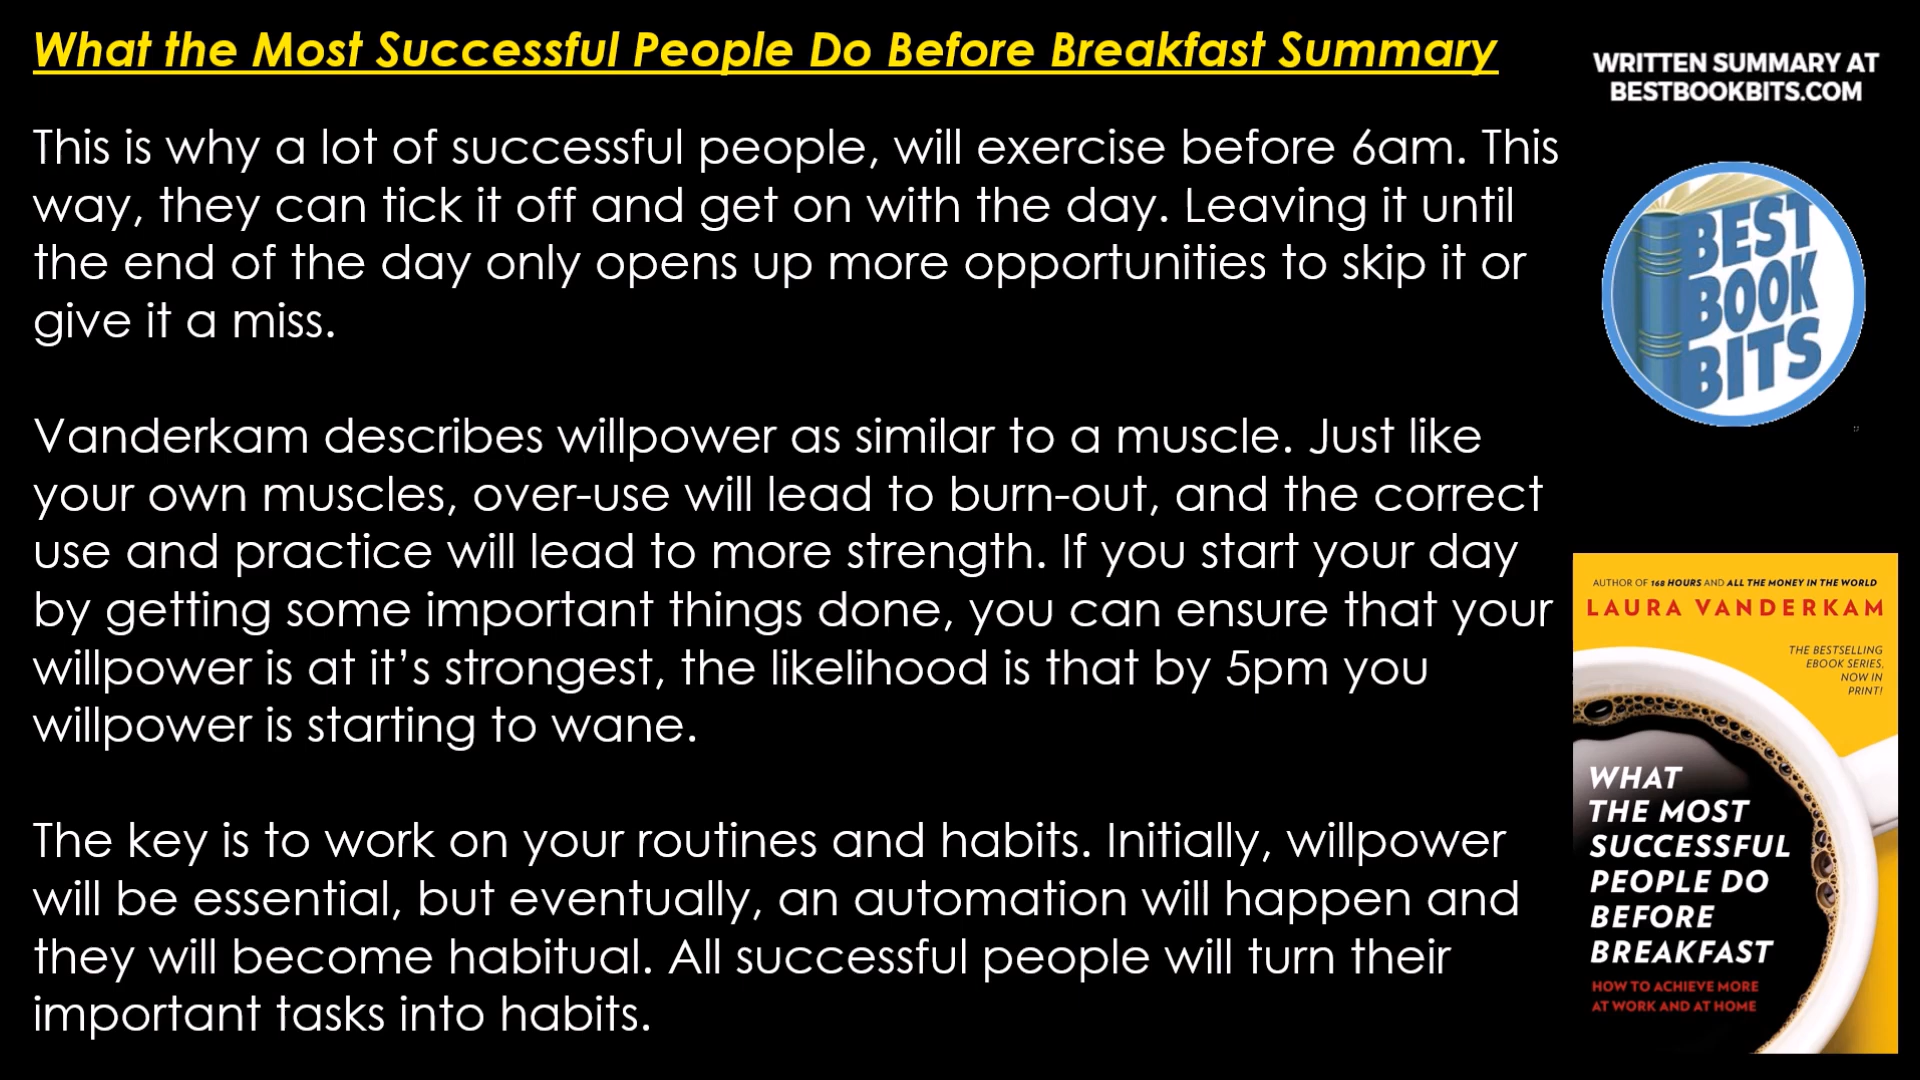 What the Most Successful People Do Before Breakfast Summary
This is why a lot of successful people, will exercise before 6am. This
way, they can tick it off and get on with the day. Leaving it until
the end of the day only opens up more opportunities to skip it or
give it a miss.
Vanderkam describes willpower as similar to a muscle. Just like
your own muscles, over-use will lead to burn-out, and the correct
use and practice will lead to more strength. If you start your day
by getting some important things done, you can ensure that your
willpower is at it’s strongest, the likelihood is that by 5pm you
willpower is starting to wane.
The key is to work on your routines and habits. Initially, willpower
will be essential, but eventually, an automation will happen and
they will become habitual. All successful people will turn their
important tasks into habits.
WRITTEN SUMMARY AT
BESTBOOKBITS.COM
BEST
BOOK
BITS
AUTHOR OF 168 HOURS AND ALL THE MONEY IN THE WORLD
LAURA VANDERKAM
THE BESTSELLING
EBOOK SERIES,
NOW IN
PRINT!
WHAT
THE MOST
SUCCESSFUL
PEOPLE DO
BEFORE
BREAKFAST
HOW TO ACHIEVE MORE
AT WORK AND AT HOME